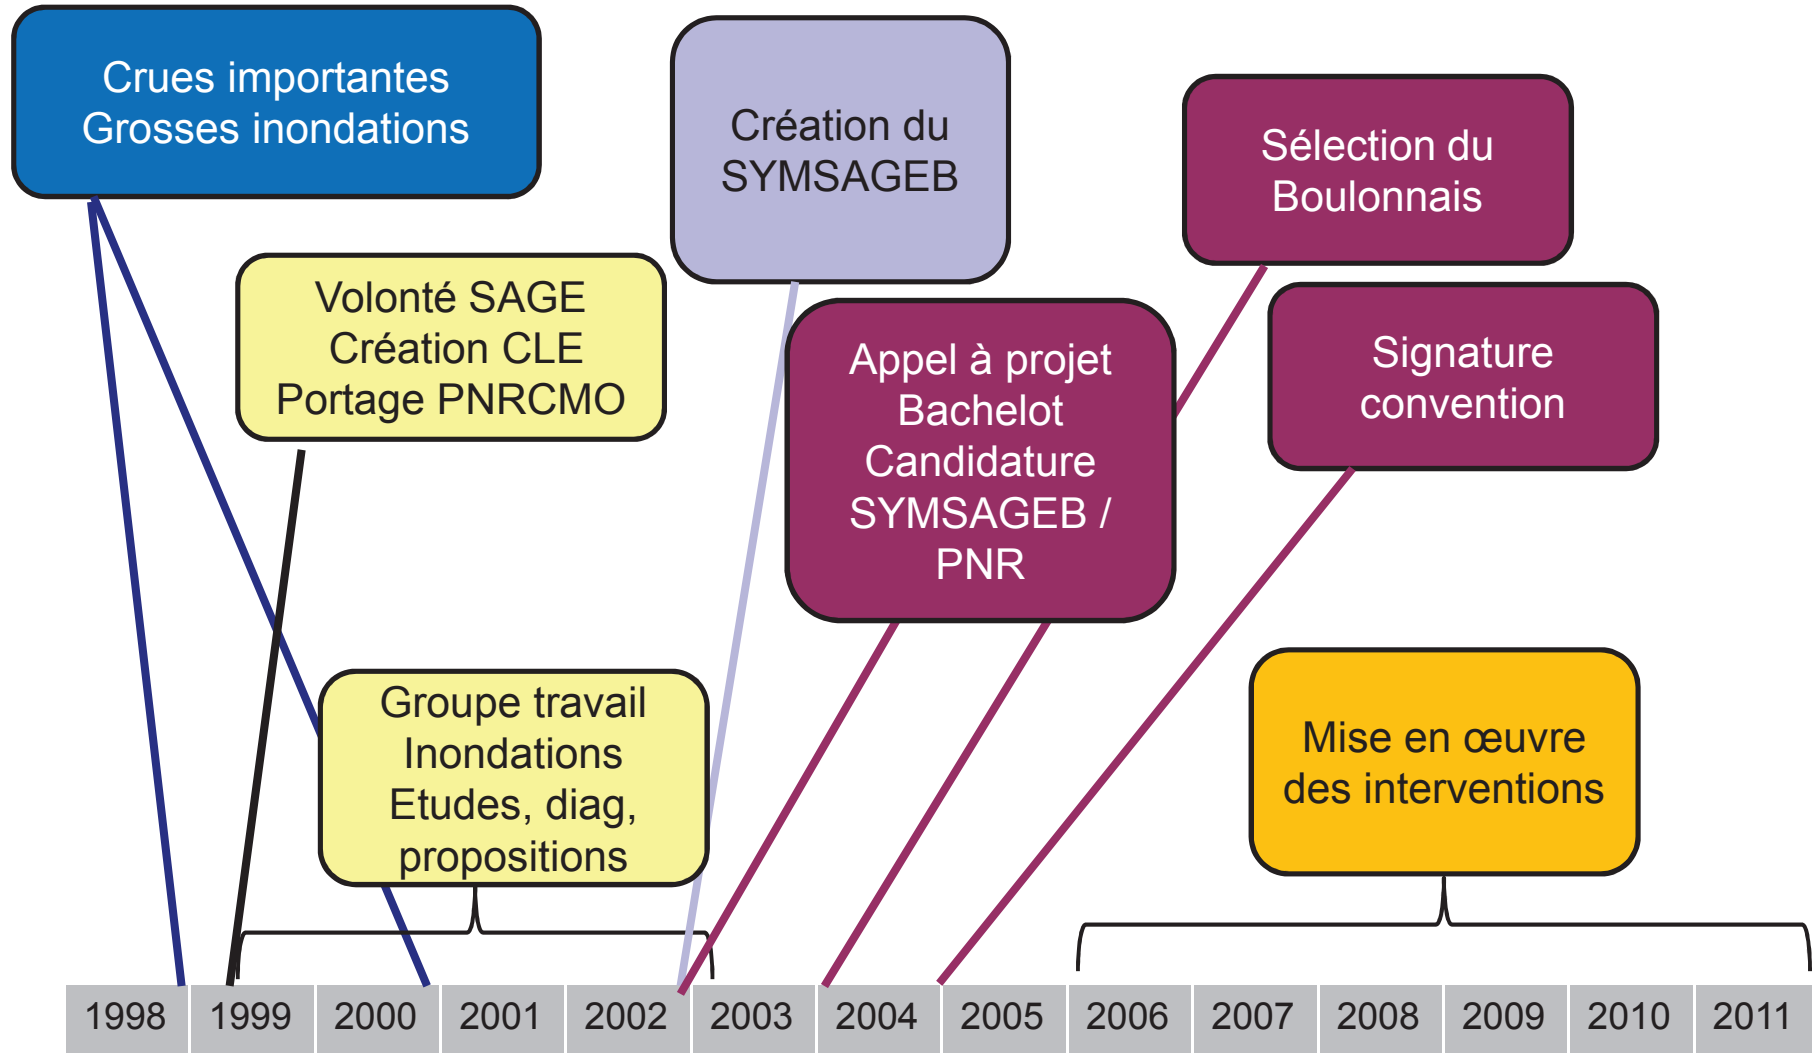 Crues importantes
Grosses inondations
Création du
SYMSAGEB
Sélection du
Boulonnais
Volonté SAGE
Création CLE
Portage PNRCMO
Appel à projet
Bachelot
Candidature
SYMSAGEB /
PNR
Signature
convention
Groupe travail
Inondations
Etudes, diag,
propositions
Mise en œuvre
des interventions
1998 1999 2000 2001 2002 2003 2004 2005 2006 2007 2008 2009 2010 2011